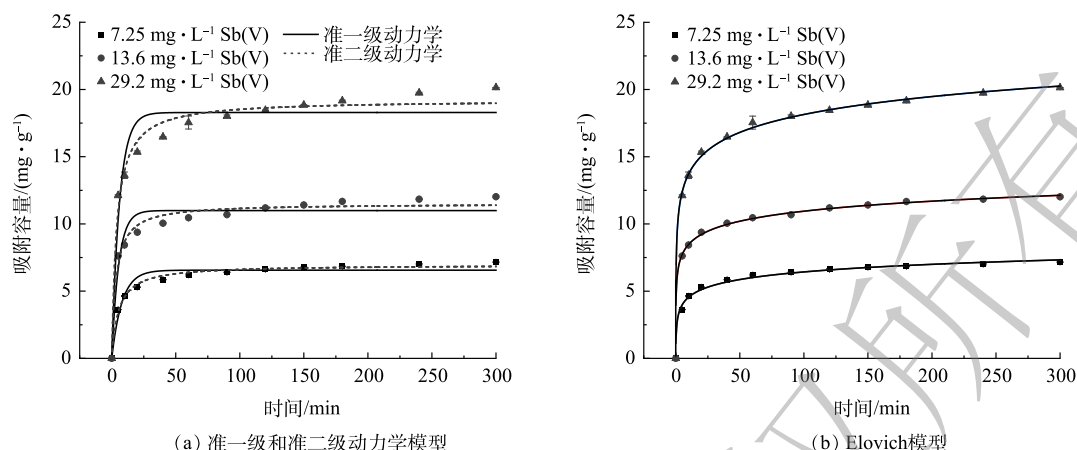 25
20
15
10
5
0
吸附容量/(mg·g⁻¹)
7.25 mg·L⁻¹ Sb(V)
13.6 mg·L⁻¹ Sb(V)
29.2 mg·L⁻¹ Sb(V)
准一级动力学
准二级动力学
0 50 100 150 200 250 300
时间/min
(a) 准一级和准二级动力学模型
25
20
15
10
5
0
吸附容量/(mg·g⁻¹)
7.25 mg·L⁻¹ Sb(V)
13.6 mg·L⁻¹ Sb(V)
29.2 mg·L⁻¹ Sb(V)
0 50 100 150 200 250 300
时间/min
(b) Elovich模型
权所有